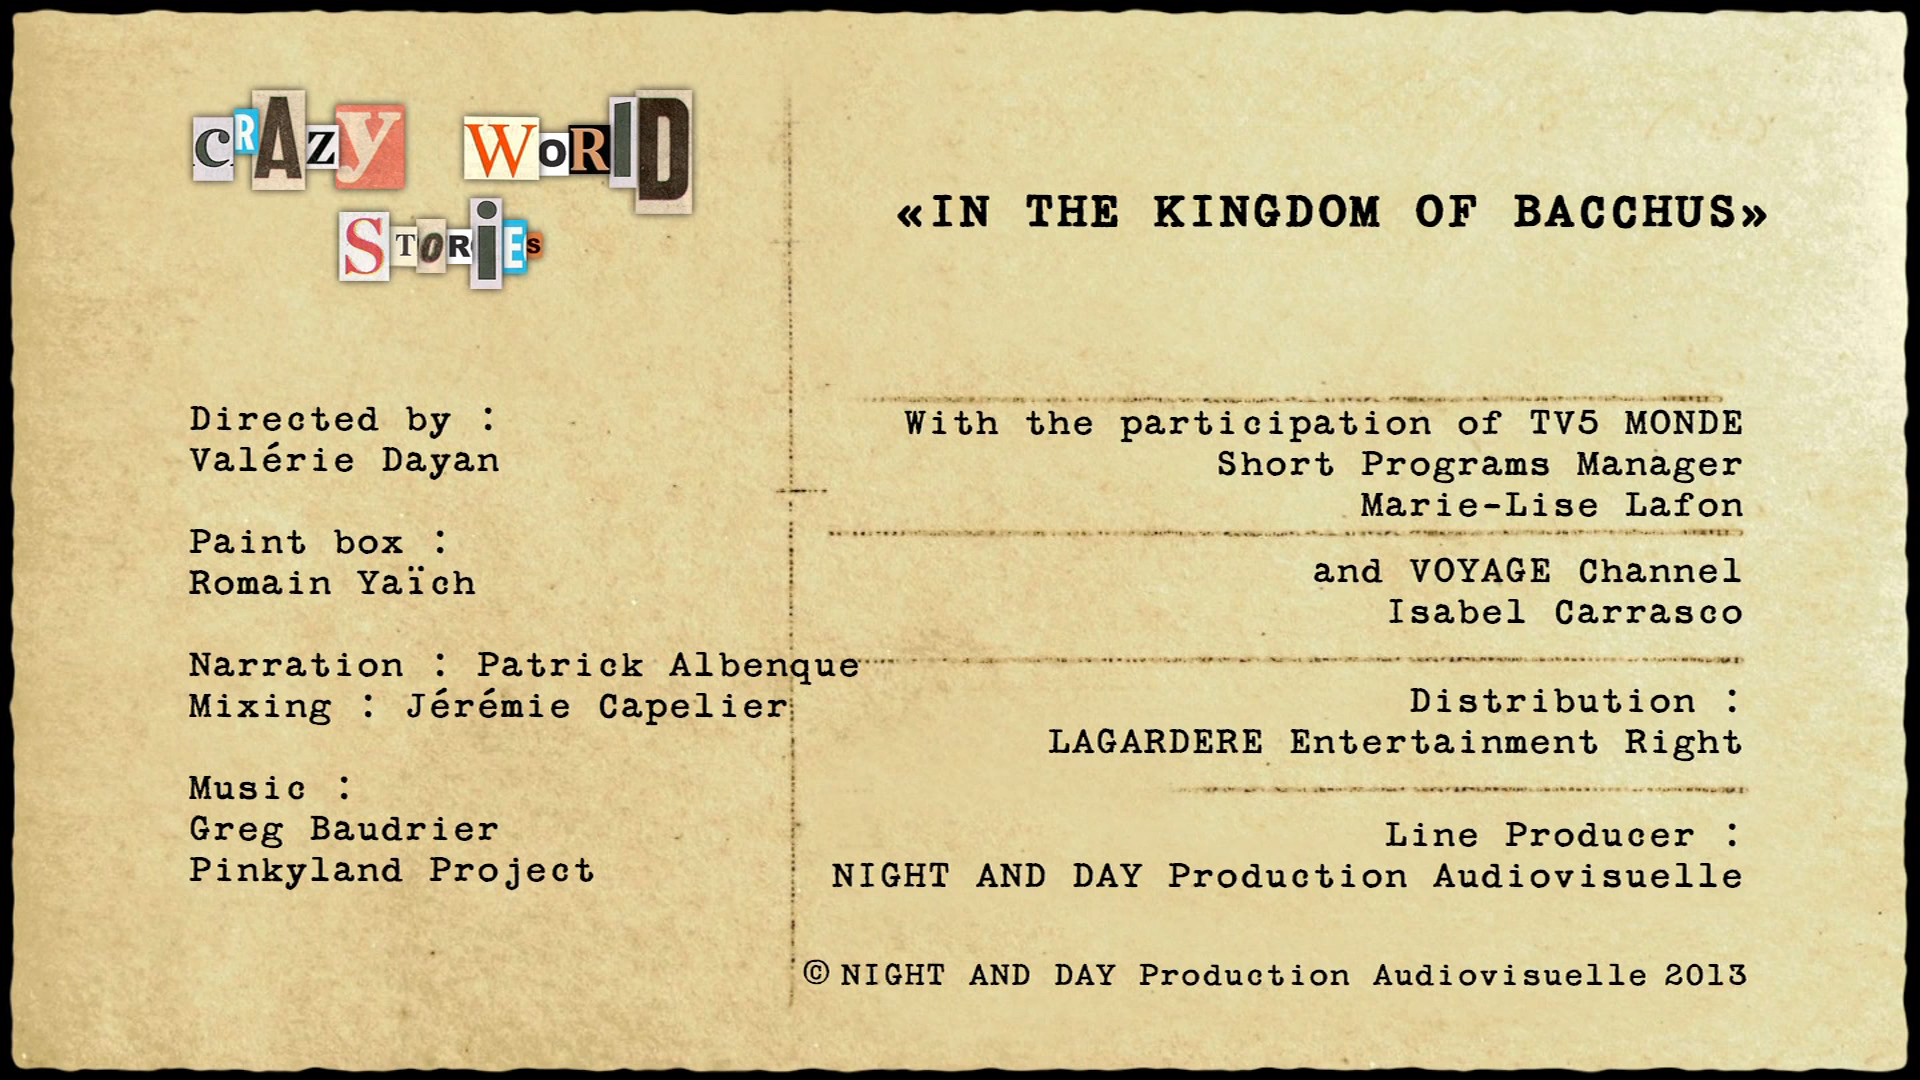 cRAzy WoRlD
SToRiEs
«IN THE KINGDOM OF BACCHUS»
Directed by :
Valérie Dayan
Paint box :
Romain Yaïch
Narration : Patrick Albenque
Mixing : Jérémie Capelier
Music :
Greg Baudrier
Pinkyland Project
With the participation of TV5 MONDE
Short Programs Manager
Marie-Lise Lafon
and VOYAGE Channel
Isabel Carrasco
Distribution :
LAGARDERE Entertainment Right
Line Producer :
NIGHT AND DAY Production Audiovisuelle
© NIGHT AND DAY Production Audiovisuelle 2013